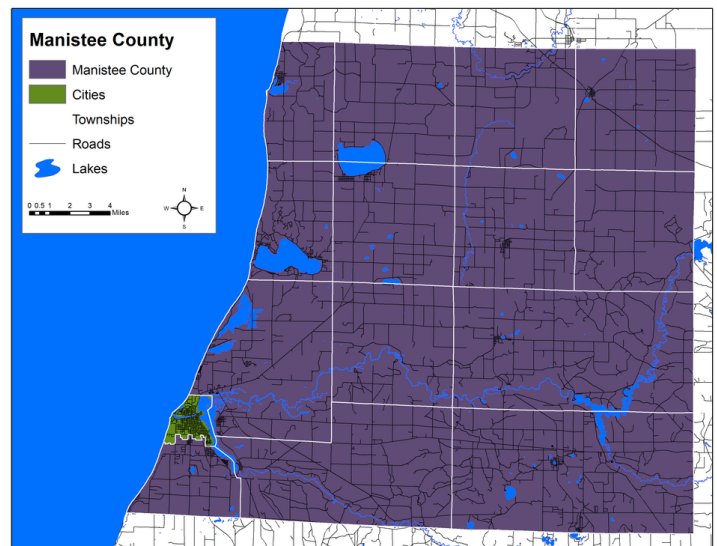 Manistee County
Manistee County
Cities
Townships
Roads
Lakes
N
W E
S
0 0.5 1 2 3 4
Miles